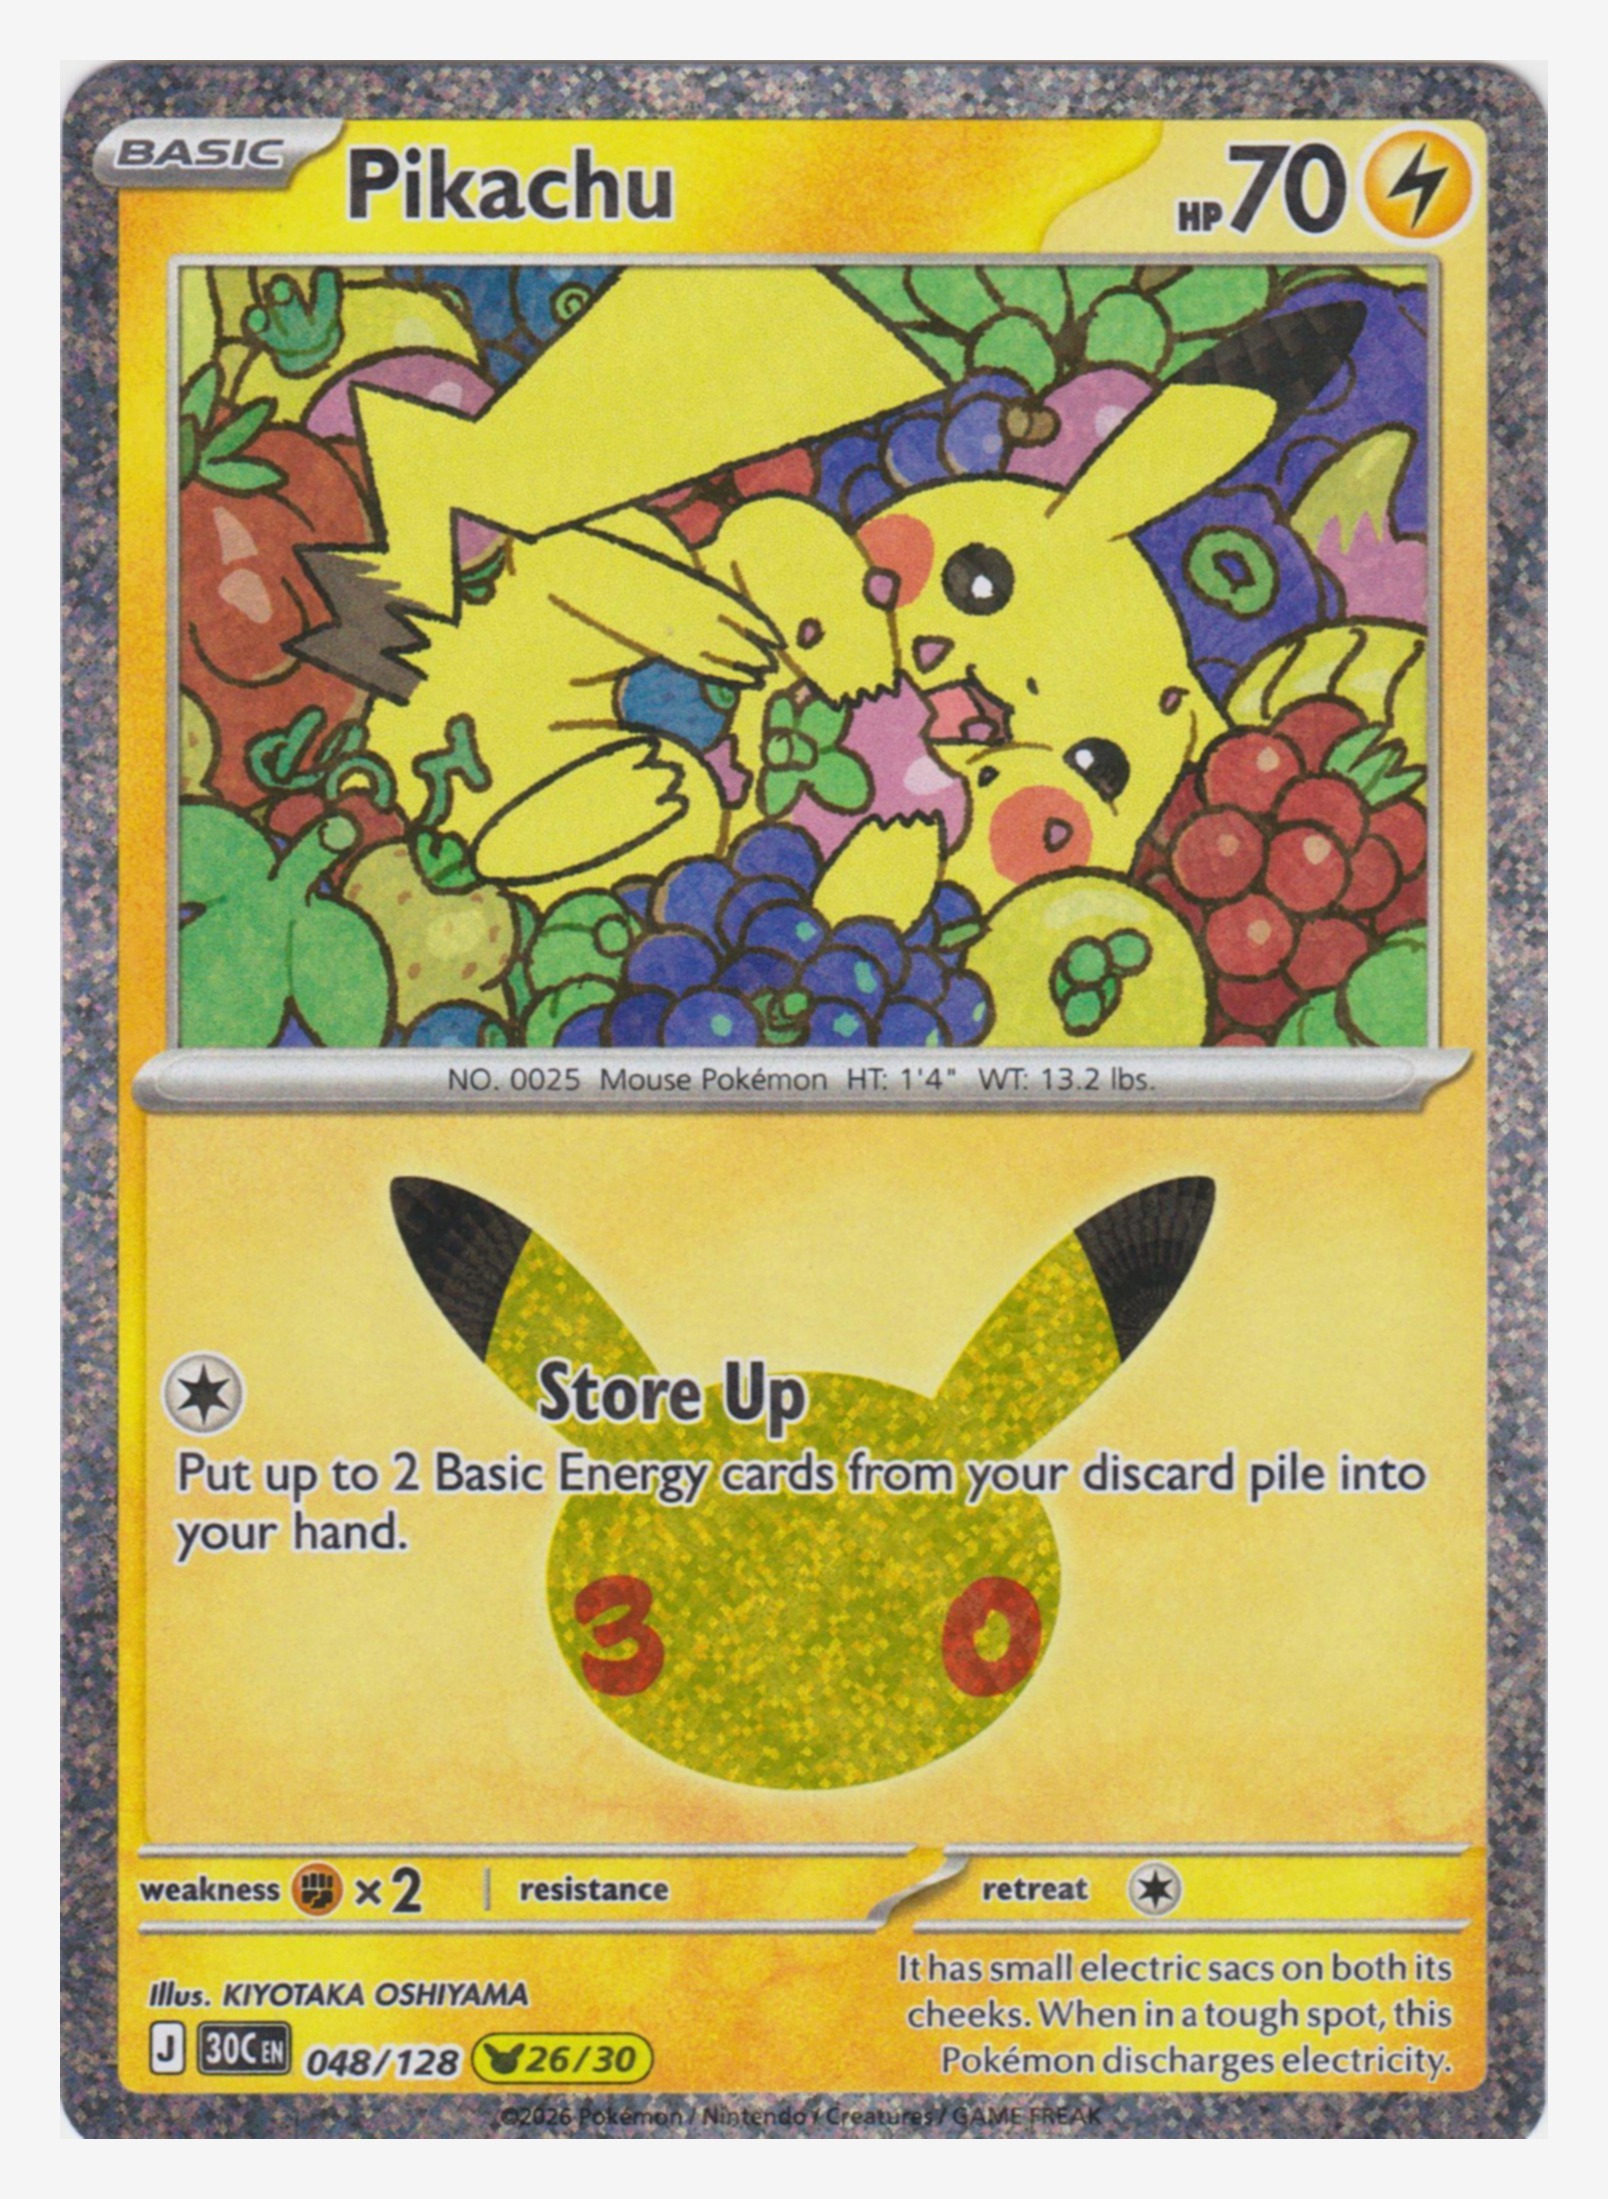 BASIC
Pikachu
HP 70
NO. 0025 Mouse Pokémon HT: 1'4" WT: 13.2 lbs.
Store Up
Put up to 2 Basic Energy cards from your discard pile into
your hand.
3 0
weakness ×2 resistance retreat
Illus. KIYOTAKA OSHIYAMA
It has small electric sacs on both its
cheeks. When in a tough spot, this
Pokémon discharges electricity.
J 30C EN 048/128 26/30
©2026 Pokémon / Nintendo / Creatures / GAME FREAK